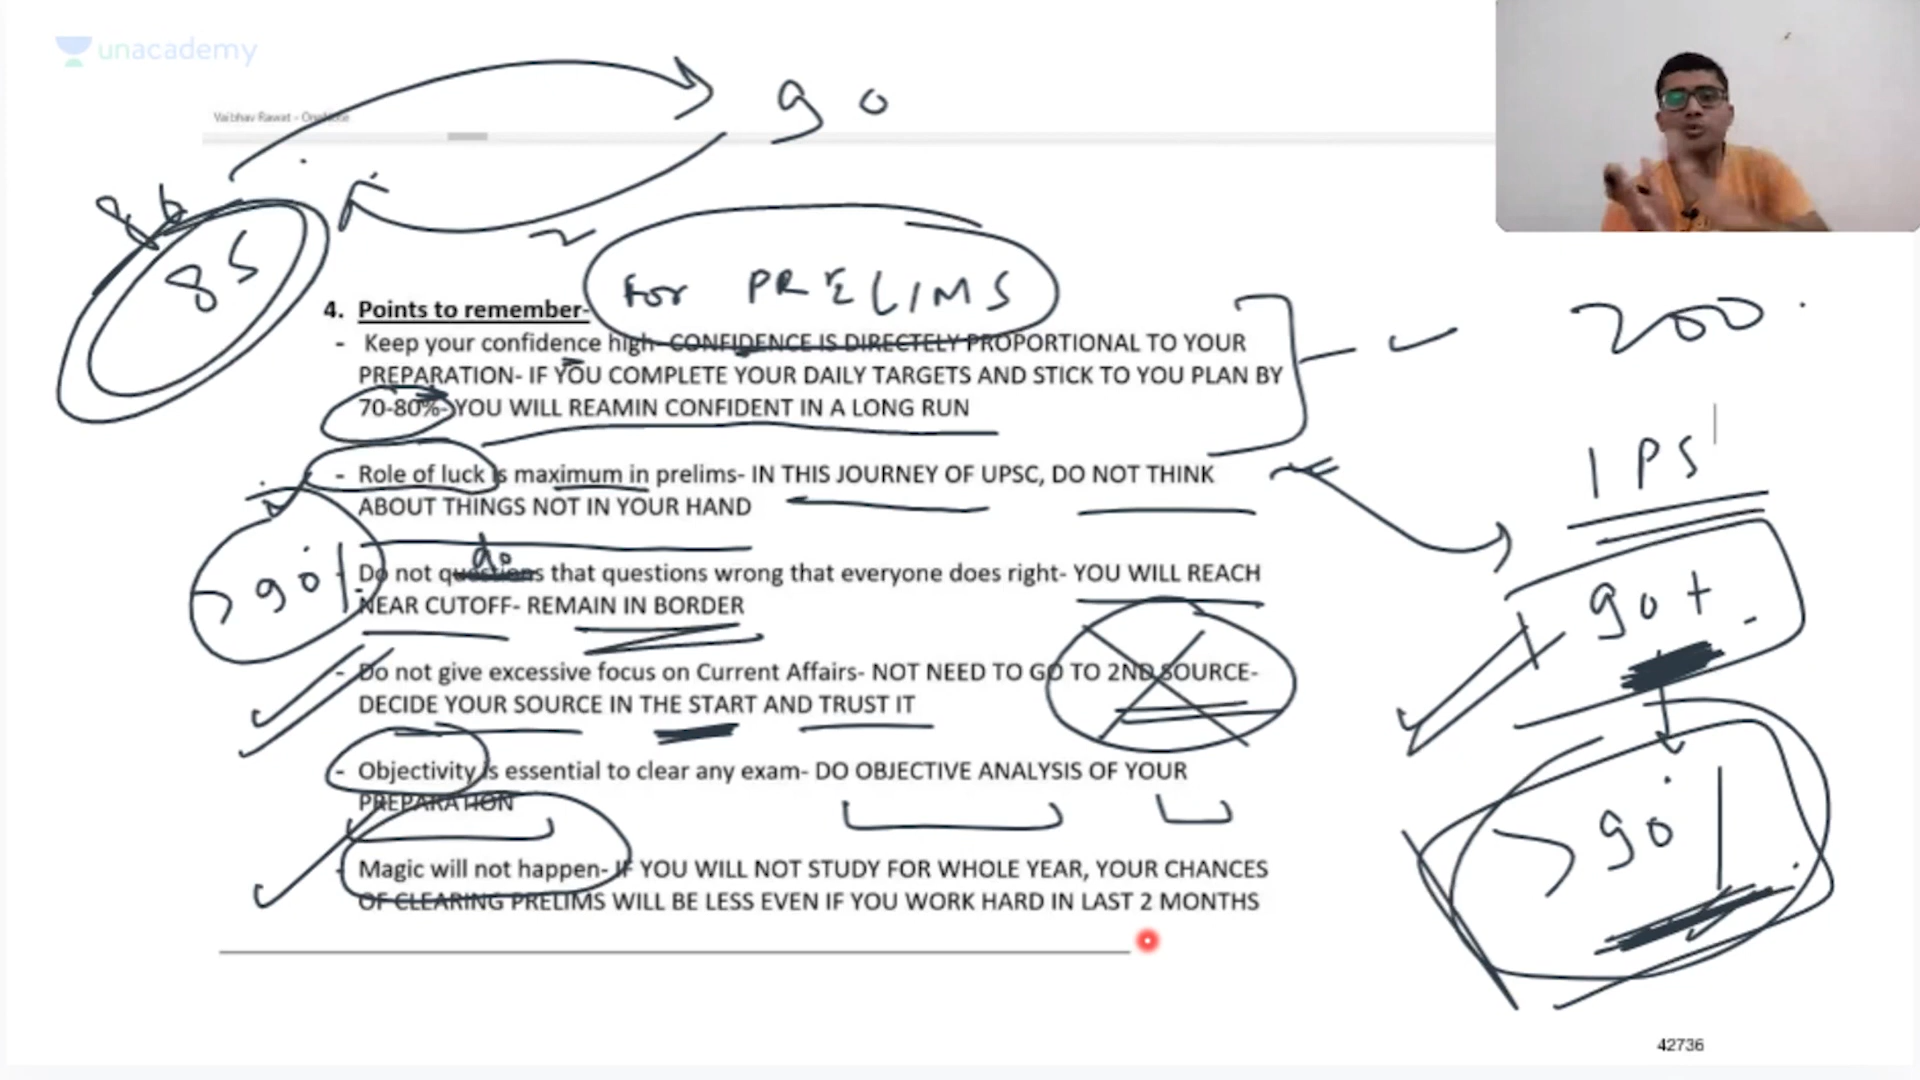 unacademy
Vaibhav Rawat - OneNote
90
86
85
For PRELIMS
4. Points to remember-
- Keep your confidence high- CONFIDENCE IS DIRECTELY PROPORTIONAL TO YOUR
PREPARATION- IF YOU COMPLETE YOUR DAILY TARGETS AND STICK TO YOU PLAN BY
70-80%- YOU WILL REAMIN CONFIDENT IN A LONG RUN
200
- Role of luck is maximum in prelims- IN THIS JOURNEY OF UPSC, DO NOT THINK
ABOUT THINGS NOT IN YOUR HAND
IPS
do
- Do not questions that questions wrong that everyone does right- YOU WILL REACH
NEAR CUTOFF- REMAIN IN BORDER
>90%
90+
- Do not give excessive focus on Current Affairs- NOT NEED TO GO TO 2ND SOURCE-
DECIDE YOUR SOURCE IN THE START AND TRUST IT
- Objectivity is essential to clear any exam- DO OBJECTIVE ANALYSIS OF YOUR
PREPARATION
>90%
- Magic will not happen- IF YOU WILL NOT STUDY FOR WHOLE YEAR, YOUR CHANCES
OF CLEARING PRELIMS WILL BE LESS EVEN IF YOU WORK HARD IN LAST 2 MONTHS
42736